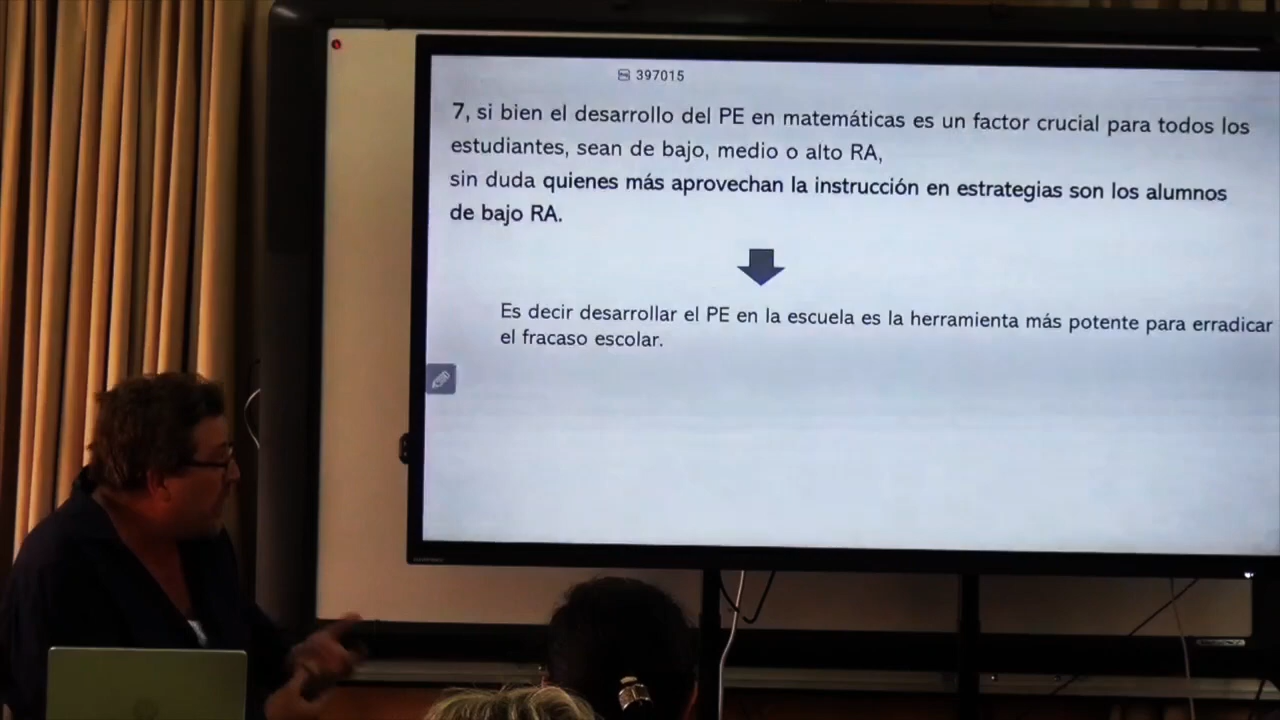 397015
7, si bien el desarrollo del PE en matemáticas es un factor crucial para todos los
estudiantes, sean de bajo, medio o alto RA,
sin duda quienes más aprovechan la instrucción en estrategias son los alumnos
de bajo RA.
Es decir desarrollar el PE en la escuela es la herramienta más potente para erradicar
el fracaso escolar.